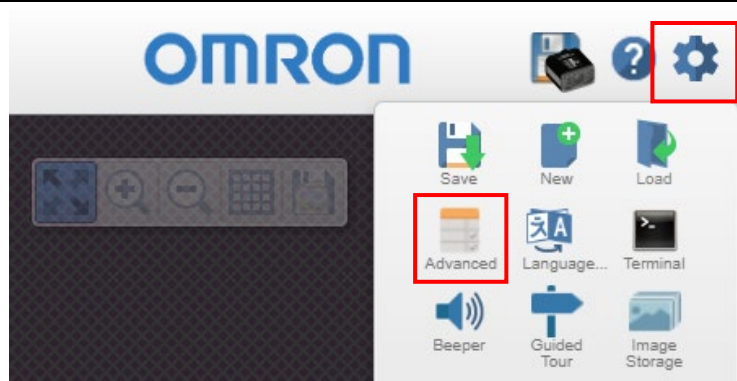 OMRON
Save New Load
Advanced Language... Terminal
Beeper Guided Tour Image Storage